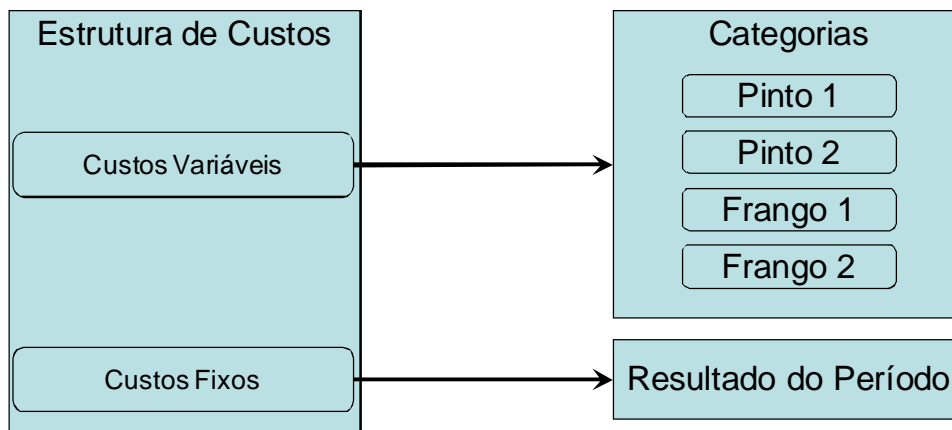 Estrutura de Custos
Custos Variáveis
Custos Fixos
Categorias
Pinto 1
Pinto 2
Frango 1
Frango 2
Resultado do Período